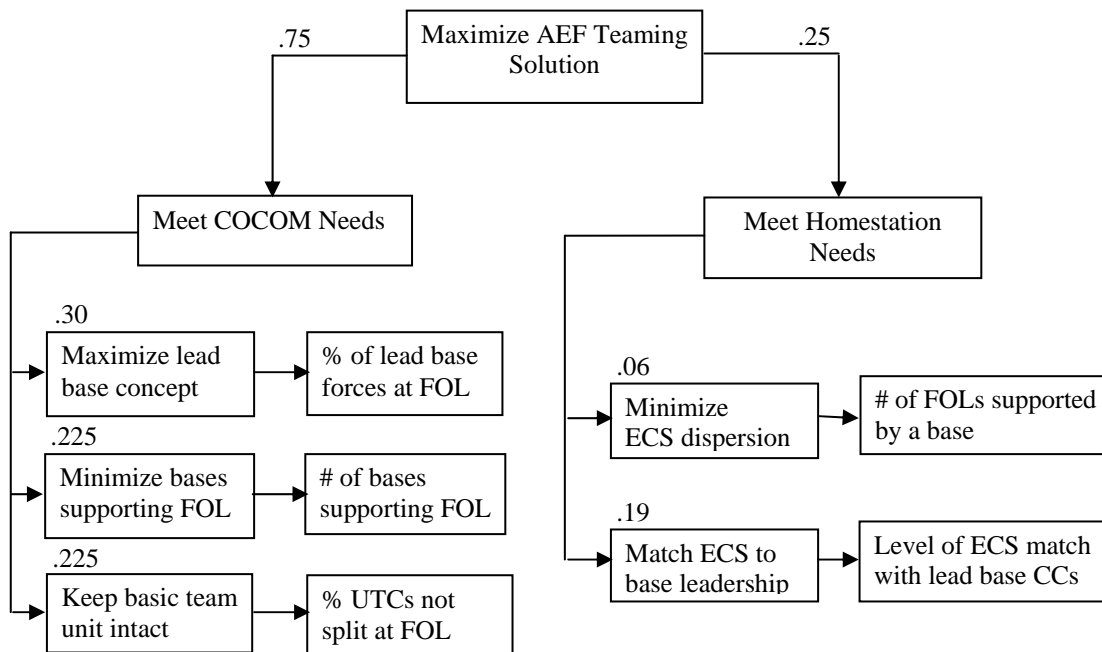 Maximize AEF Teaming
Solution
.75
.25
Meet COCOM Needs
Meet Homestation
Needs
.30
Maximize lead
base concept
% of lead base
forces at FOL
.225
Minimize bases
supporting FOL
# of bases
supporting FOL
.225
Keep basic team
unit intact
% UTCs not
split at FOL
.06
Minimize
ECS dispersion
# of FOLs supported
by a base
.19
Match ECS to
base leadership
Level of ECS match
with lead base CCs